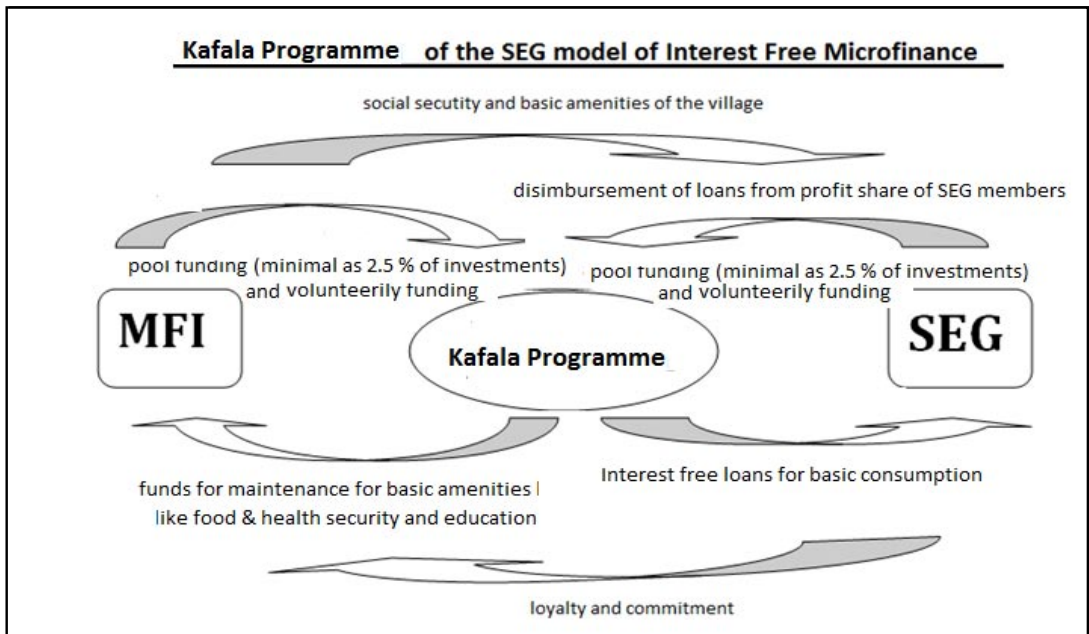 Kafala Programme of the SEG model of Interest Free Microfinance
social secutity and basic amenities of the village
disimbursement of loans from profit share of SEG members
pool funding (minimal as 2.5 % of investments)
and volunteerily funding
pool funding (minimal as 2.5 % of investments)
and volunteerily funding
MFI
Kafala Programme
SEG
funds for maintenance for basic amenities
like food & health security and education
Interest free loans for basic consumption
loyalty and commitment